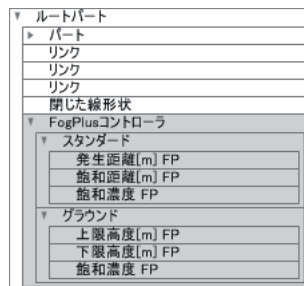 ルートパート
パート
リンク
リンク
リンク
閉じた線形状
FogPlusコントローラ
スタンダード
発生距離[m] FP
飽和距離[m] FP
飽和濃度 FP
グラウンド
上限高度[m] FP
下限高度[m] FP
飽和濃度 FP